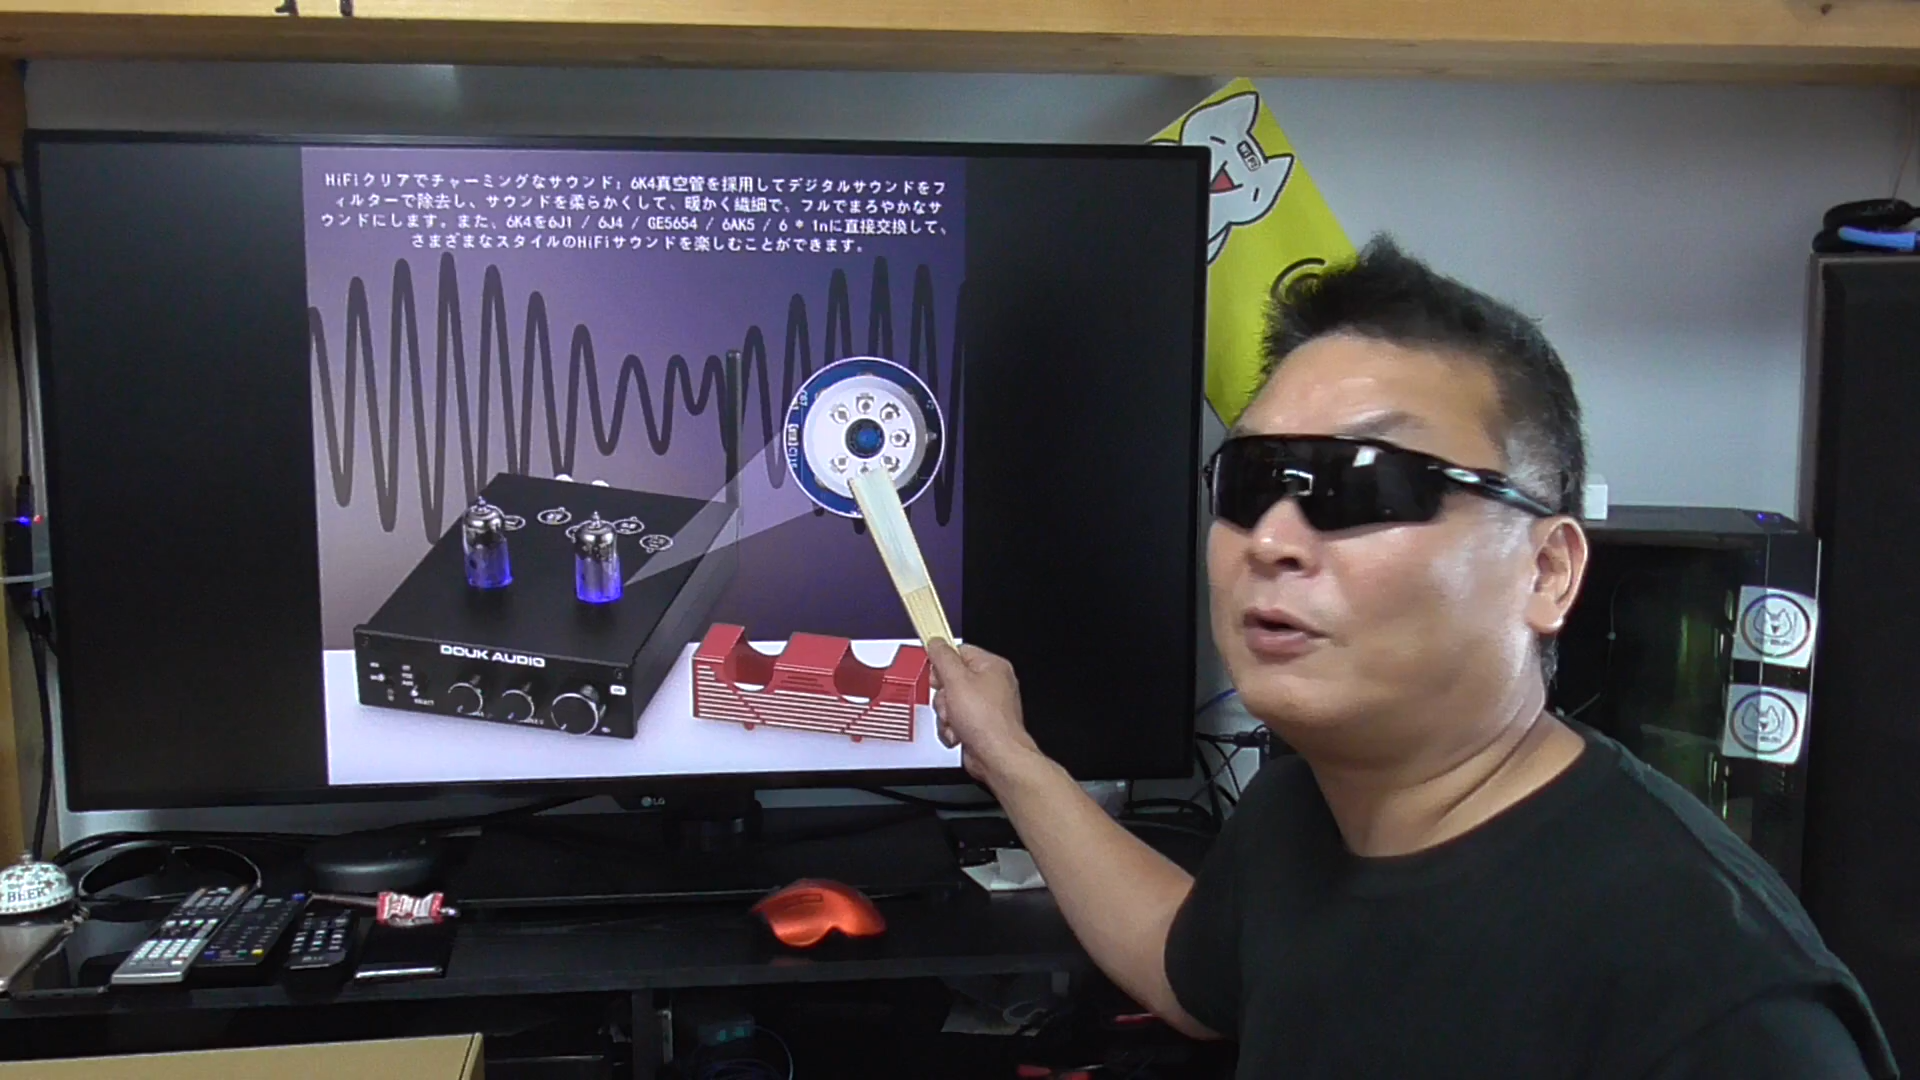 HiFiクリアでチャーミングなサウンド; 6K4真空管を採用してデジタルサウンドをフ
ィルターで除去し、サウンドを柔らかくして、暖かく繊細で、フルでまろやかなサ
ウンドにします。また、6K4を6J1 / 6J4 / GE5654 / 6AK5 / 6 * 1nに直接交換して、
さまざまなスタイルのHiFiサウンドを楽しむことができます。
DOUK AUDIO
LG
BEER